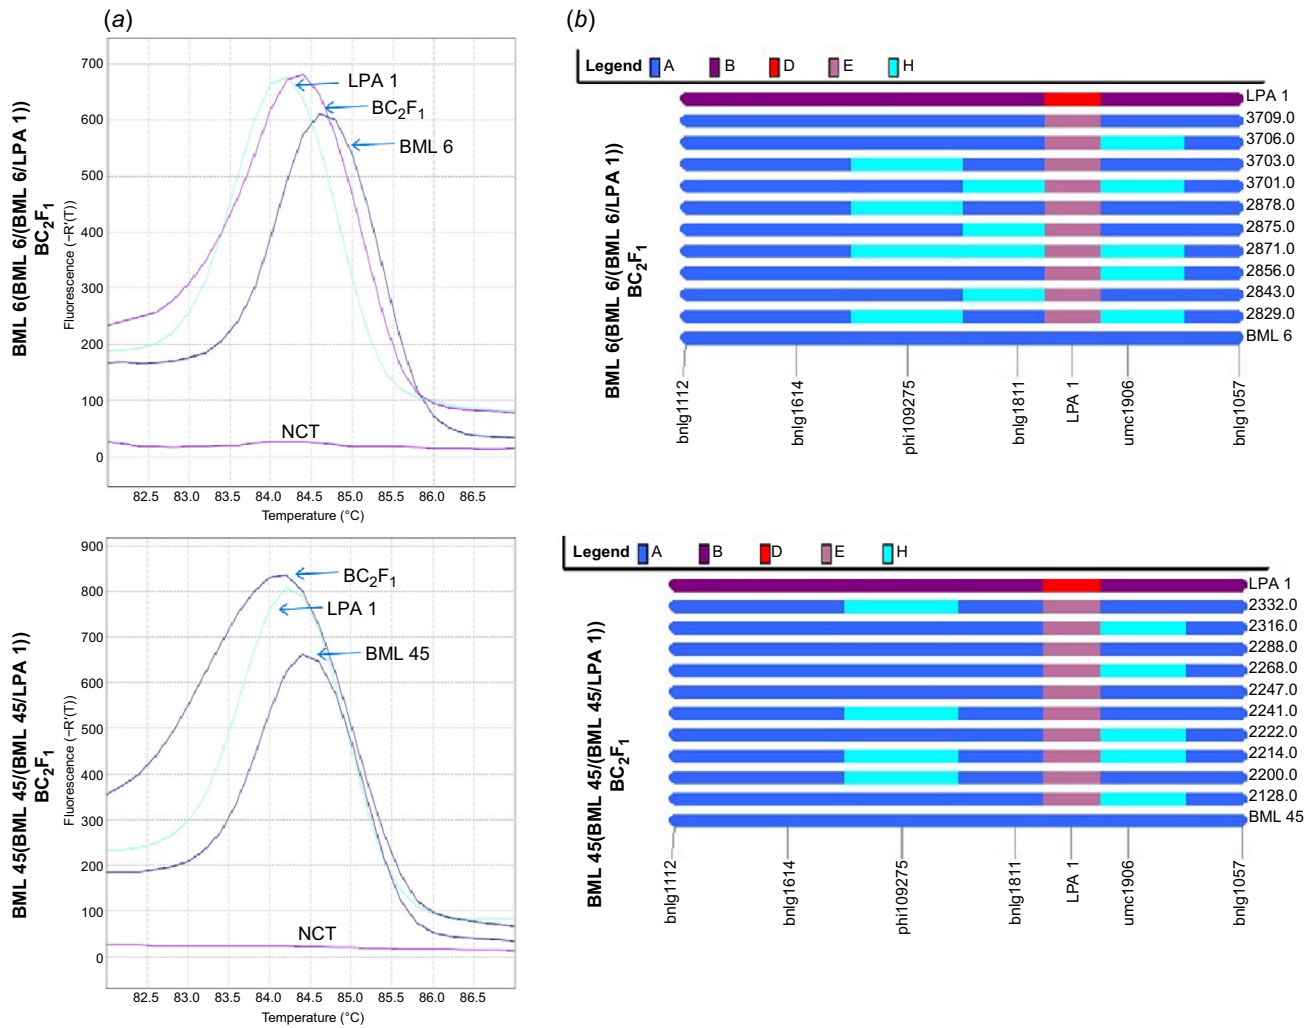 (a)
BML 6(BML 6/(BML 6/LPA 1))
BC2F1
Fluorescence (−R′(T))
700
600
500
400
300
200
100
0
LPA 1
BC2F1
BML 6
NCT
82.5 83.0 83.5 84.0 84.5 85.0 85.5 86.0 86.5
Temperature (°C)
(b)
Legend A B D E H
BML 6(BML 6/(BML 6/LPA 1))
BC2F1
LPA 1
3709.0
3706.0
3703.0
3701.0
2878.0
2875.0
2871.0
2856.0
2843.0
2829.0
BML 6
bnlg1112
bnlg1614
phi109275
bnlg1811
LPA 1
umc1906
bnlg1057
BML 45(BML 45/(BML 45/LPA 1))
BC2F1
Fluorescence (−R′(T))
900
800
700
600
500
400
300
200
100
0
BC2F1
LPA 1
BML 45
NCT
82.5 83.0 83.5 84.0 84.5 85.0 85.5 86.0 86.5
Temperature (°C)
Legend A B D E H
BML 45(BML 45/(BML 45/LPA 1))
BC2F1
LPA 1
2332.0
2316.0
2288.0
2268.0
2247.0
2241.0
2222.0
2214.0
2200.0
2128.0
BML 45
bnlg1112
bnlg1614
phi109275
bnlg1811
LPA 1
umc1906
bnlg1057